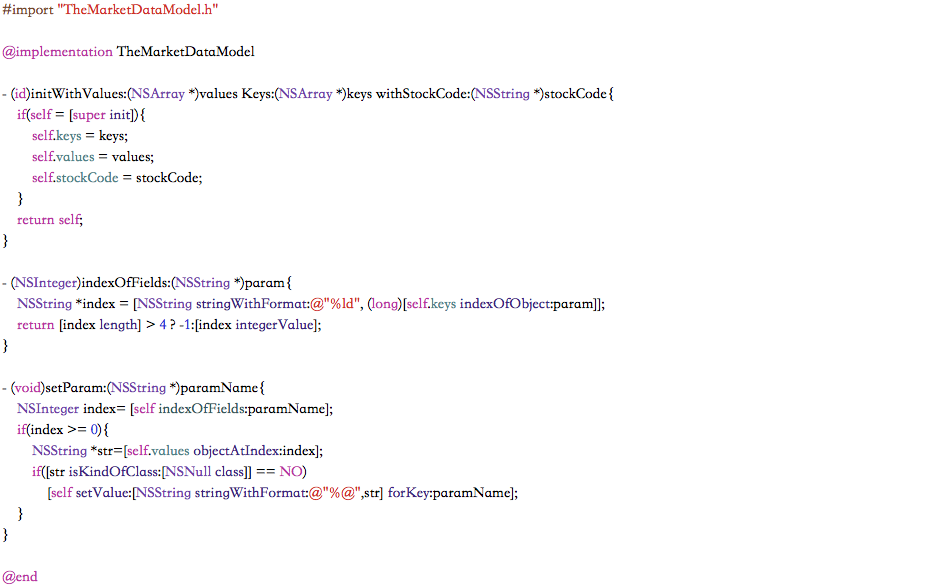 #import "TheMarketDataModel.h"
@implementation TheMarketDataModel
- (id)initWithValues:(NSArray *)values Keys:(NSArray *)keys withStockCode:(NSString *)stockCode{
if(self = [super init]){
self.keys = keys;
self.values = values;
self.stockCode = stockCode;
}
return self;
}
- (NSInteger)indexOfFields:(NSString *)param{
NSString *index = [NSString stringWithFormat:@"%ld", (long)[self.keys indexOfObject:param]];
return [index length] > 4 ? -1:[index integerValue];
}
- (void)setParam:(NSString *)paramName{
NSInteger index= [self indexOfFields:paramName];
if(index >= 0){
NSString *str=[self.values objectAtIndex:index];
if([str isKindOfClass:[NSNull class]] == NO)
[self setValue:[NSString stringWithFormat:@"%@",str] forKey:paramName];
}
}
@end